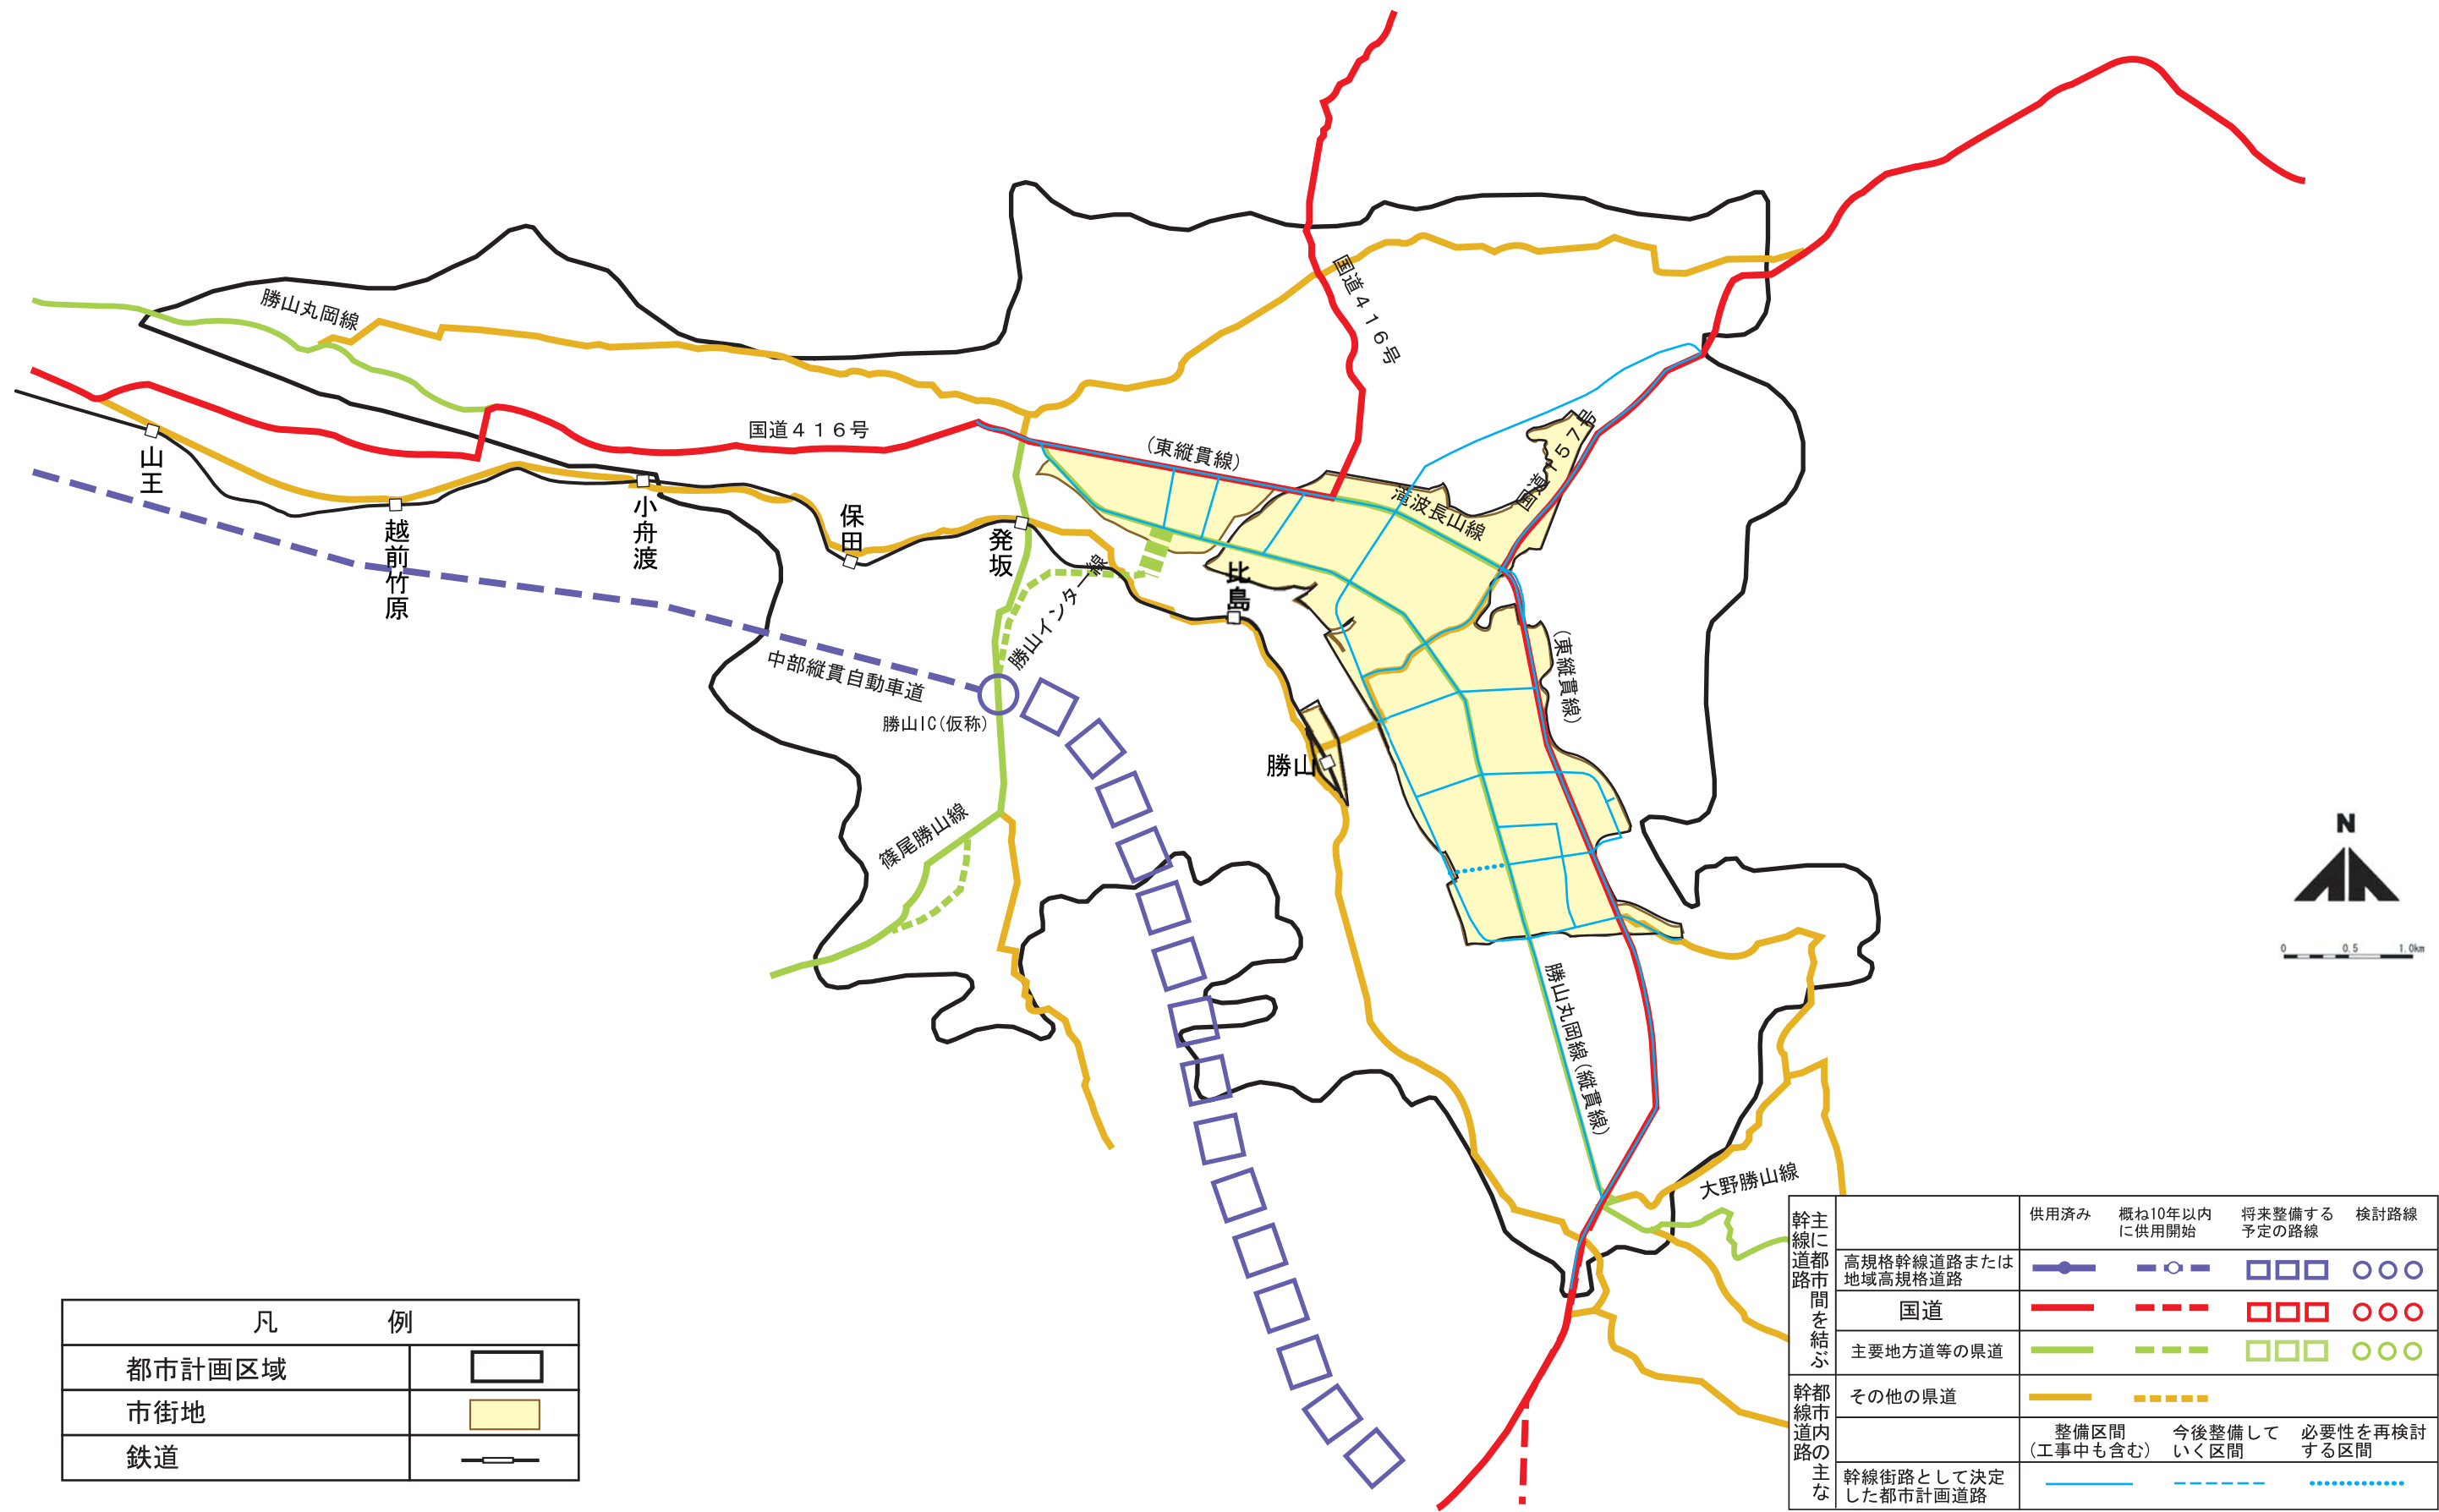 勝山丸岡線
国道416号
国道416号
(東縦貫線)
滝波長山線
国道157号
山王
越前竹原
小舟渡
保田
発坂
比島
勝山
勝山インター線
中部縦貫自動車道
勝山IC(仮称)
(東縦貫線)
篠尾勝山線
勝山丸岡線(縦貫線)
大野勝山線
N
0 0.5 1.0km
凡 例
都市計画区域
市街地
鉄道
主に都市間を結ぶ
幹線道路
供用済み
概ね10年以内
に供用開始
将来整備する
予定の路線
検討路線
高規格幹線道路または
地域高規格道路
国道
主要地方道等の県道
都市内の主な
幹線道路
その他の県道
整備区間
(工事中も含む)
今後整備して
いく区間
必要性を再検討
する区間
幹線街路として決定
した都市計画道路